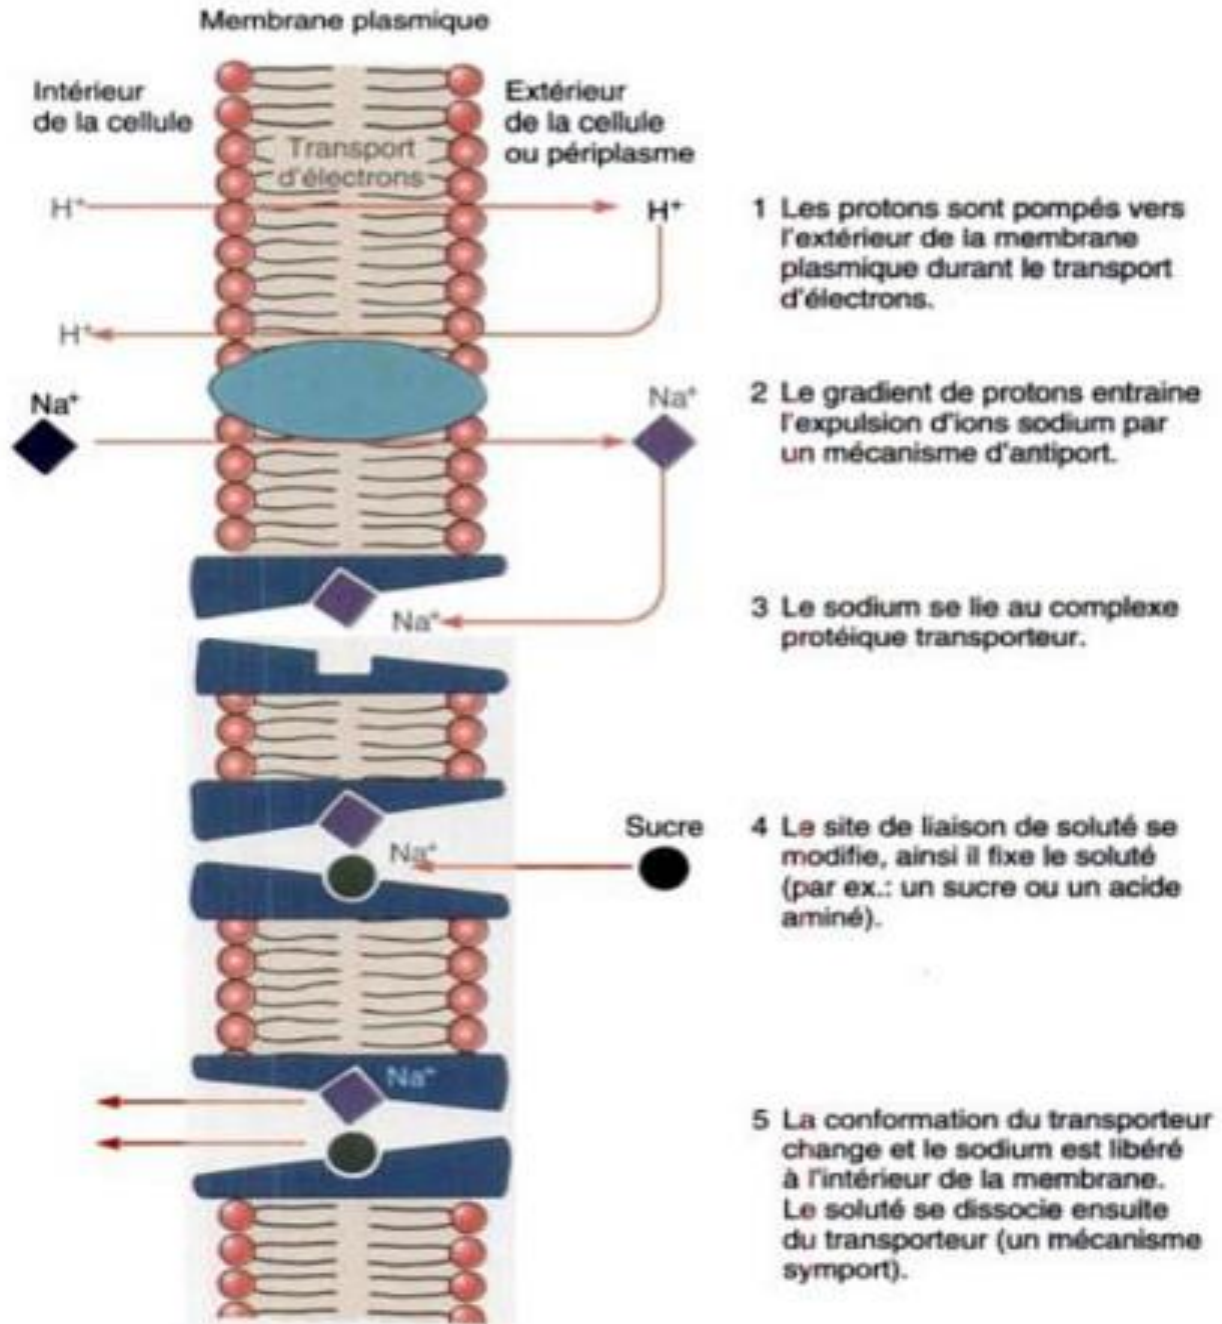 Membrane plasmique
Intérieur
de la cellule
Extérieur
de la cellule
ou périplasme
Transport
d'électrons
H⁺
H⁺
1 Les protons sont pompés vers
l'extérieur de la membrane
plasmique durant le transport
d'électrons.
H⁺
Na⁺
Na⁺
2 Le gradient de protons entraine
l'expulsion d'ions sodium par
un mécanisme d'antiport.
Na⁺
3 Le sodium se lie au complexe
protéique transporteur.
Sucre
Na⁺
4 Le site de liaison de soluté se
modifie, ainsi il fixe le soluté
(par ex.: un sucre ou un acide
aminé).
Na⁺
5 La conformation du transporteur
change et le sodium est libéré
à l'intérieur de la membrane.
Le soluté se dissocie ensuite
du transporteur (un mécanisme
symport).